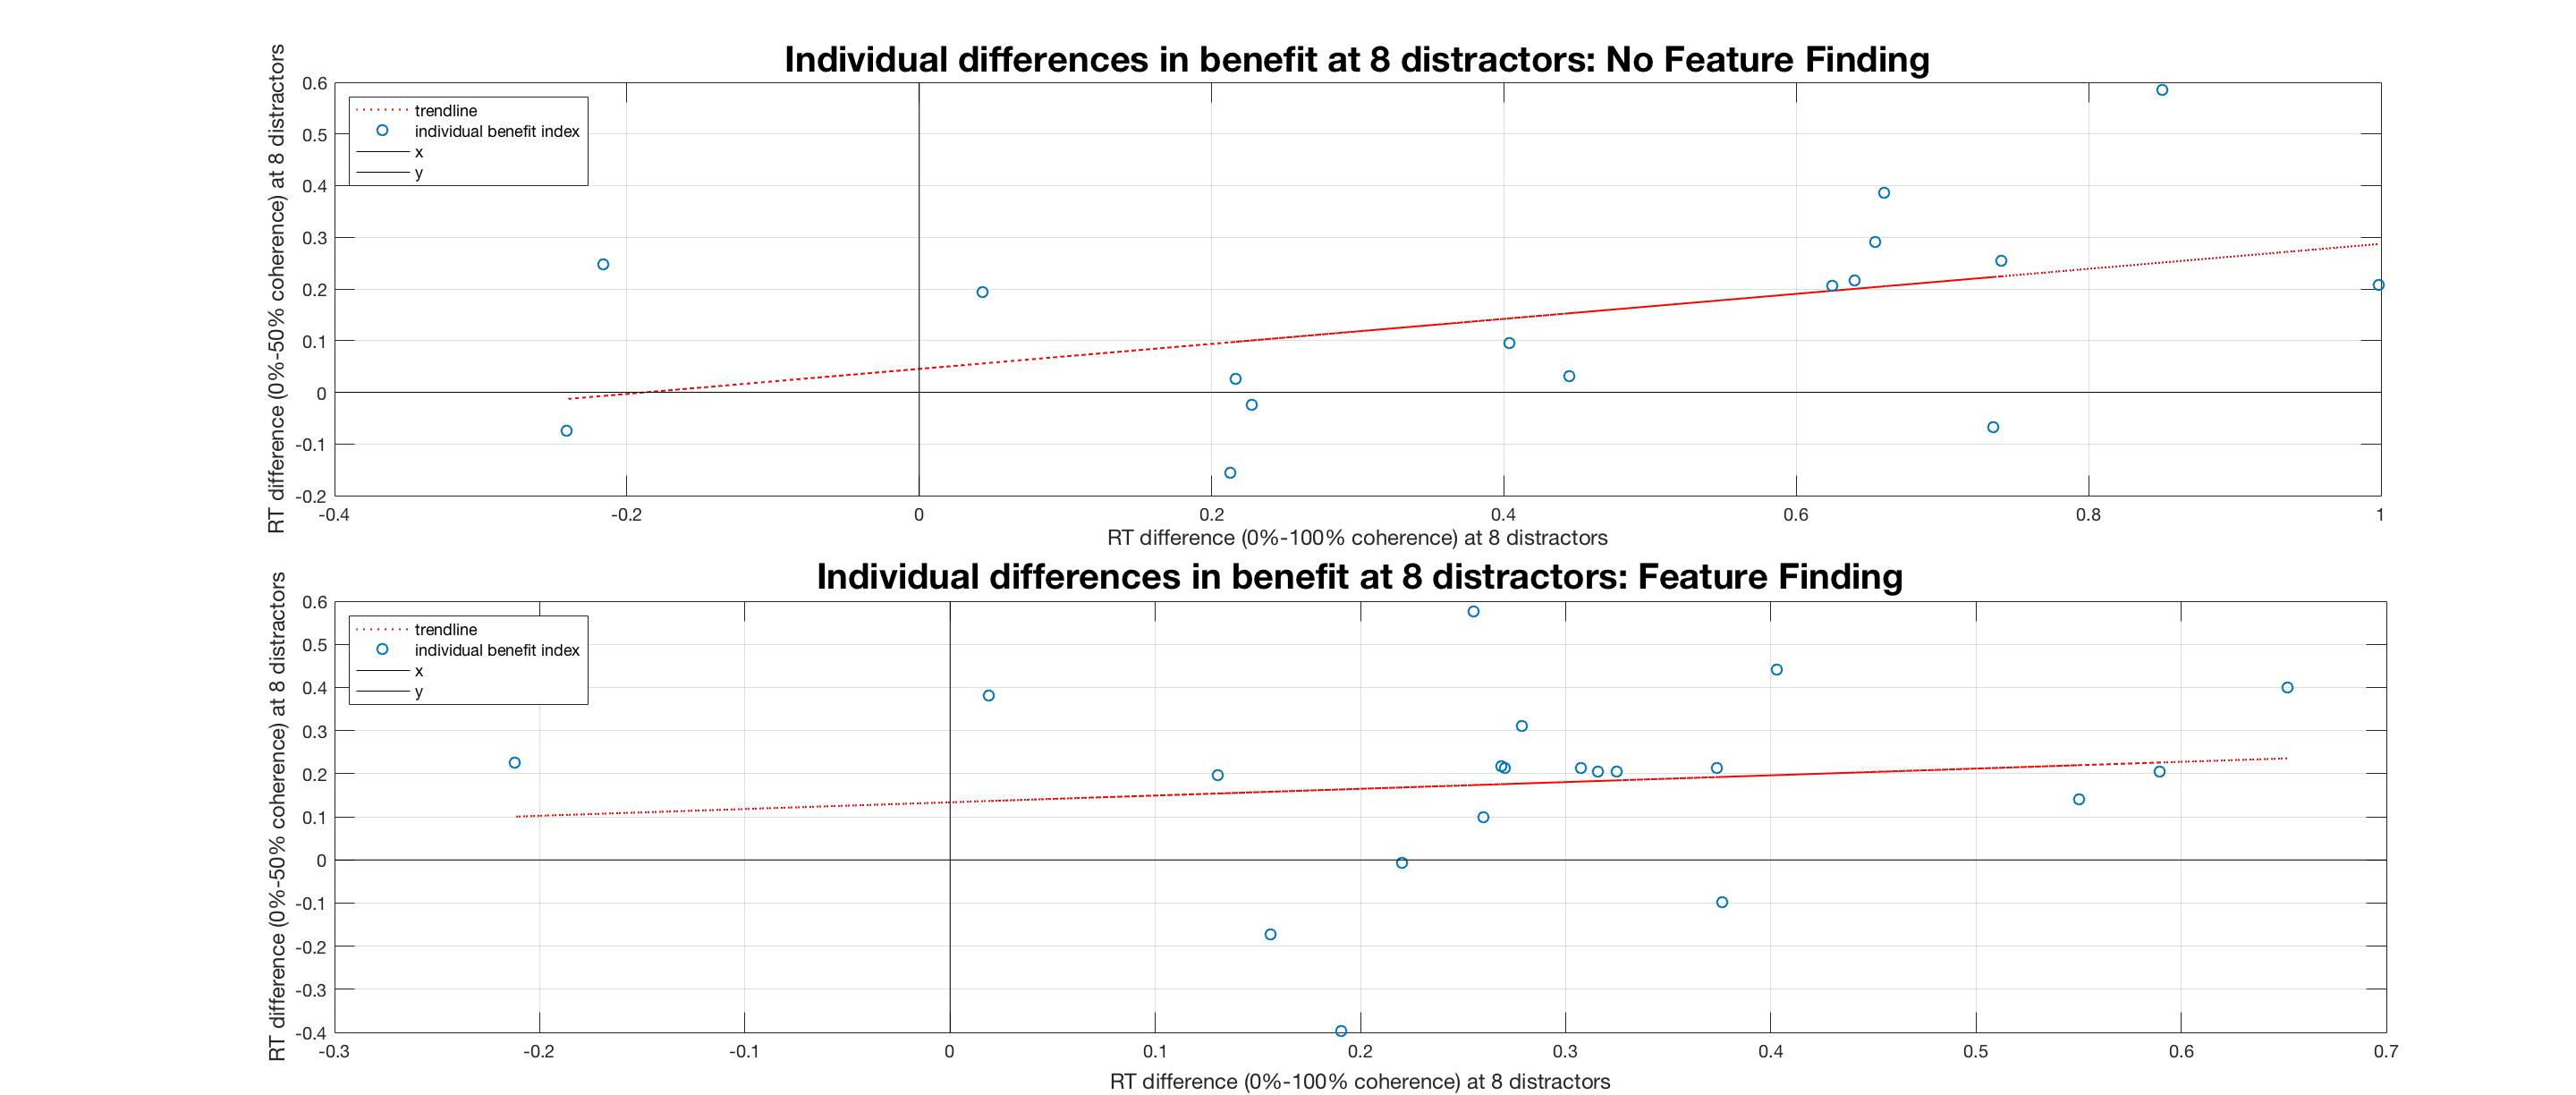 Individual differences in benefit at 8 distractors: No Feature Finding
RT difference (0%-50% coherence) at 8 distractors
0.6
0.5
0.4
0.3
0.2
0.1
0
-0.1
-0.2
trendline
individual benefit index
x
y
-0.4 -0.2 0 0.2 0.4 0.6 0.8 1
RT difference (0%-100% coherence) at 8 distractors
Individual differences in benefit at 8 distractors: Feature Finding
RT difference (0%-50% coherence) at 8 distractors
0.6
0.5
0.4
0.3
0.2
0.1
0
-0.1
-0.2
-0.3
-0.4
trendline
individual benefit index
x
y
-0.3 -0.2 -0.1 0 0.1 0.2 0.3 0.4 0.5 0.6 0.7
RT difference (0%-100% coherence) at 8 distractors